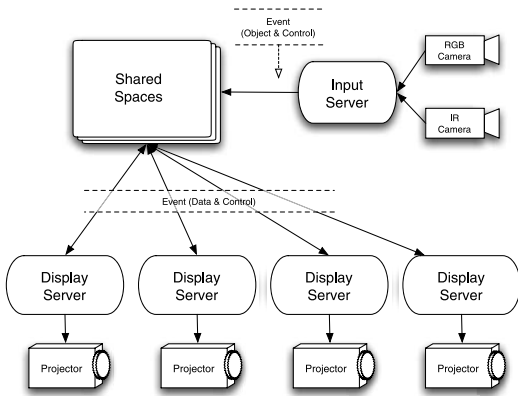 Event
(Object & Control)
RGB
Camera
Shared
Spaces
Input
Server
IR
Camera
Event (Data & Control)
Display
Server
Display
Server
Display
Server
Display
Server
Projector
Projector
Projector
Projector